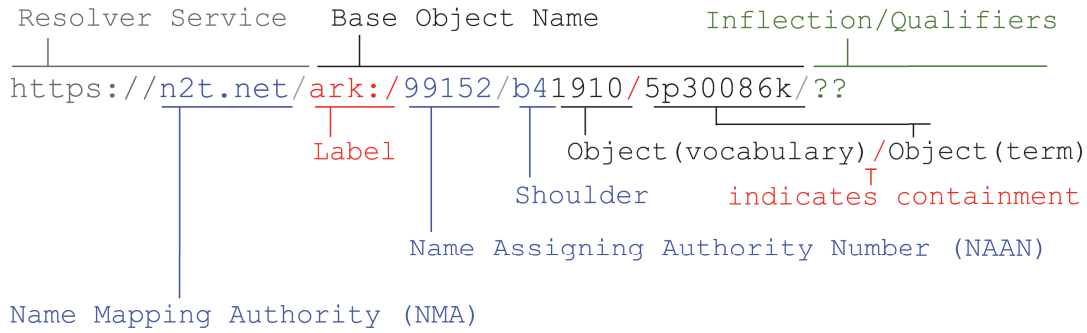 Resolver Service Base Object Name Inflection/Qualifiers
https://n2t.net/ark:/99152/b41910/5p30086k/??
Label Object(vocabulary)/Object(term)
Shoulder indicates containment
Name Assigning Authority Number (NAAN)
Name Mapping Authority (NMA)